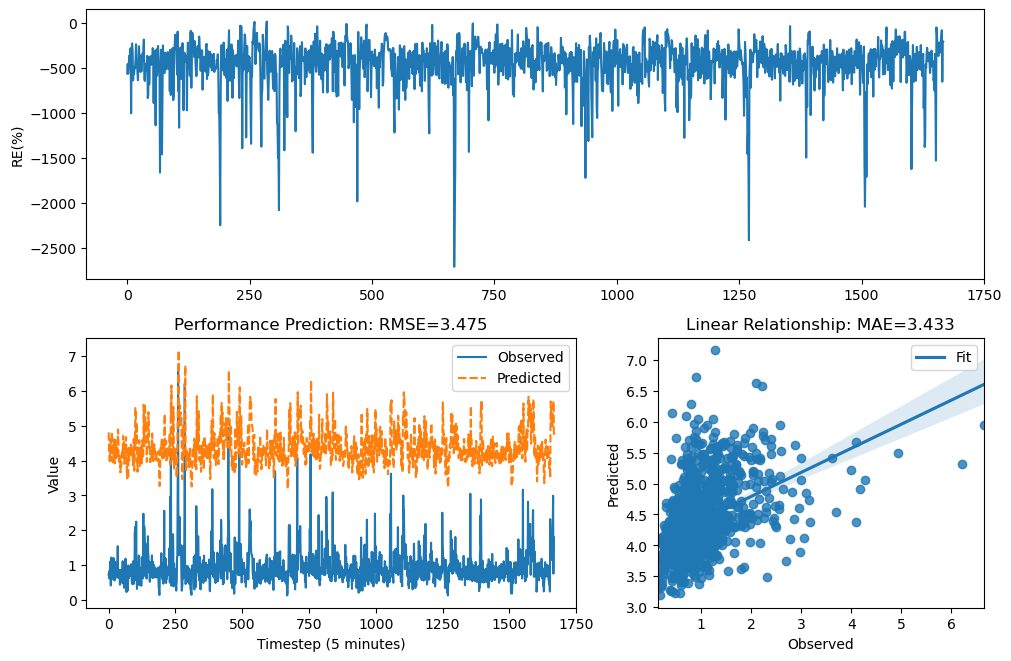 RE(%)
0
−500
−1000
−1500
−2000
−2500
0 250 500 750 1000 1250 1500 1750
Performance Prediction: RMSE=3.475
Value
7
6
5
4
3
2
1
0
Observed
Predicted
0 250 500 750 1000 1250 1500 1750
Timestep (5 minutes)
Linear Relationship: MAE=3.433
Predicted
7.0
6.5
6.0
5.5
5.0
4.5
4.0
3.5
3.0
Fit
1 2 3 4 5 6
Observed